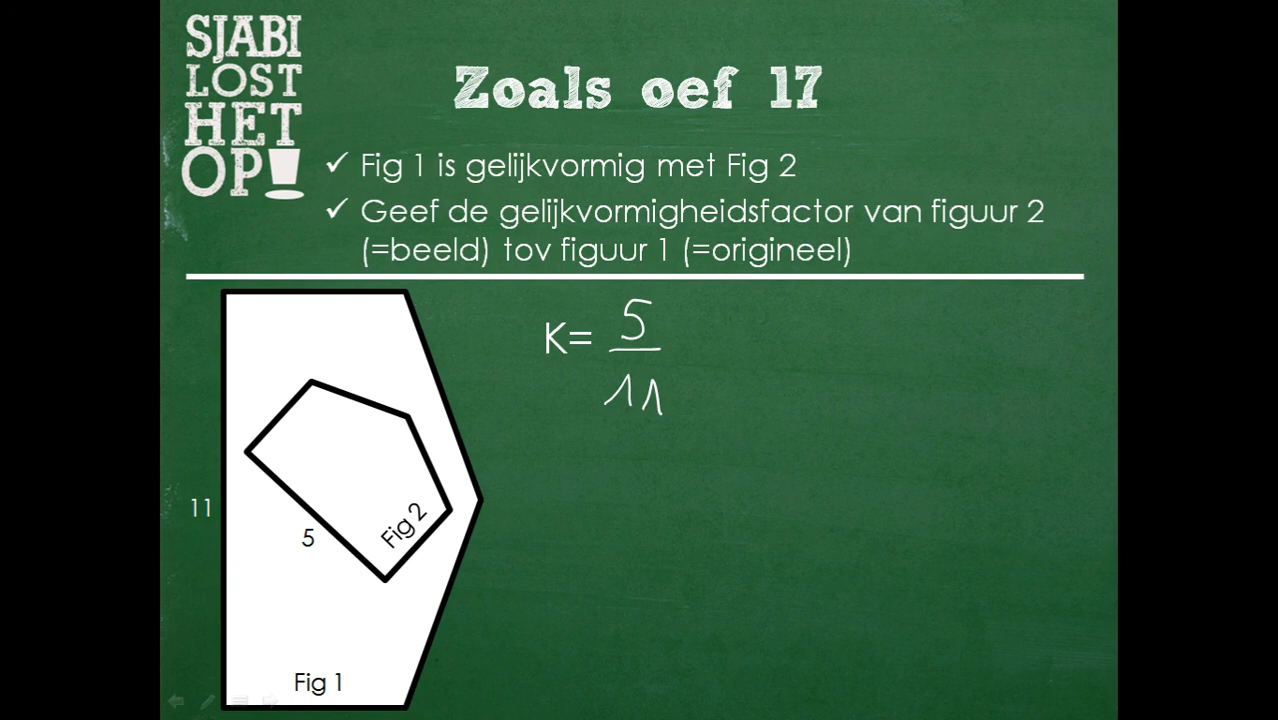 SJABI
LOST
HET
OP!
Zoals oef 17
✓ Fig 1 is gelijkvormig met Fig 2
✓ Geef de gelijkvormigheidsfactor van figuur 2
(=beeld) tov figuur 1 (=origineel)
K= 5
11
11
5
Fig 2
Fig 1